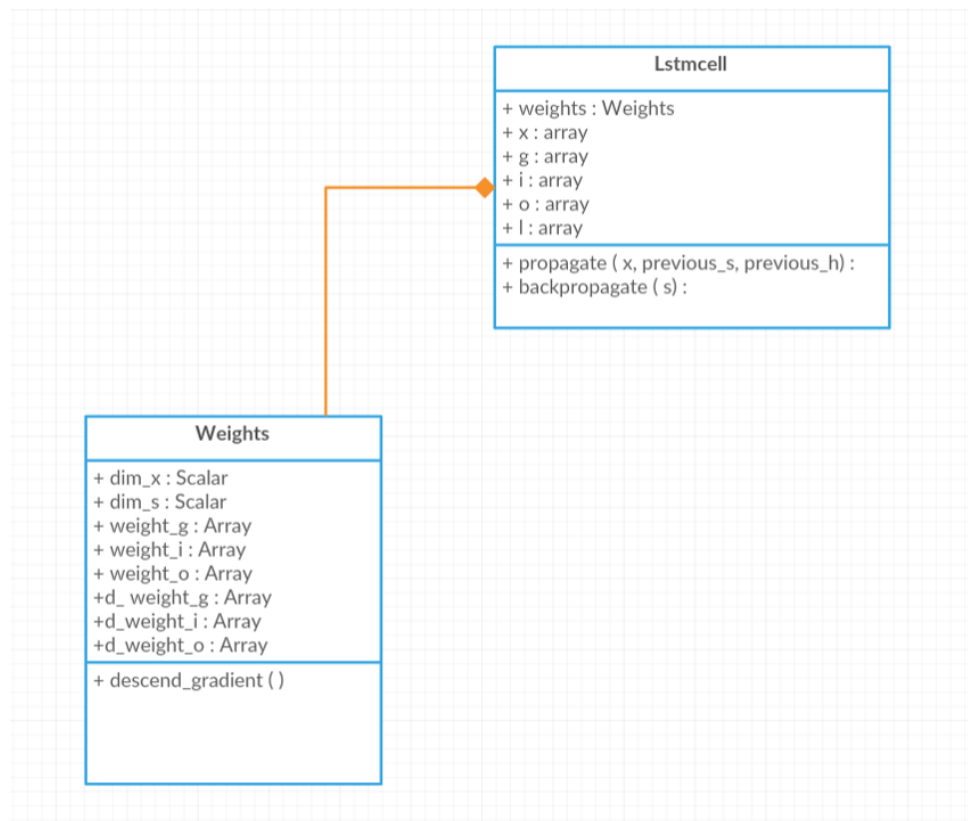 Lstmcell
+ weights : Weights
+ x : array
+ g : array
+ i : array
+ o : array
+ l : array
+ propagate ( x, previous_s, previous_h) :
+ backpropagate ( s) :
Weights
+ dim_x : Scalar
+ dim_s : Scalar
+ weight_g : Array
+ weight_i : Array
+ weight_o : Array
+d_ weight_g : Array
+d_weight_i : Array
+d_weight_o : Array
+ descend_gradient ( )